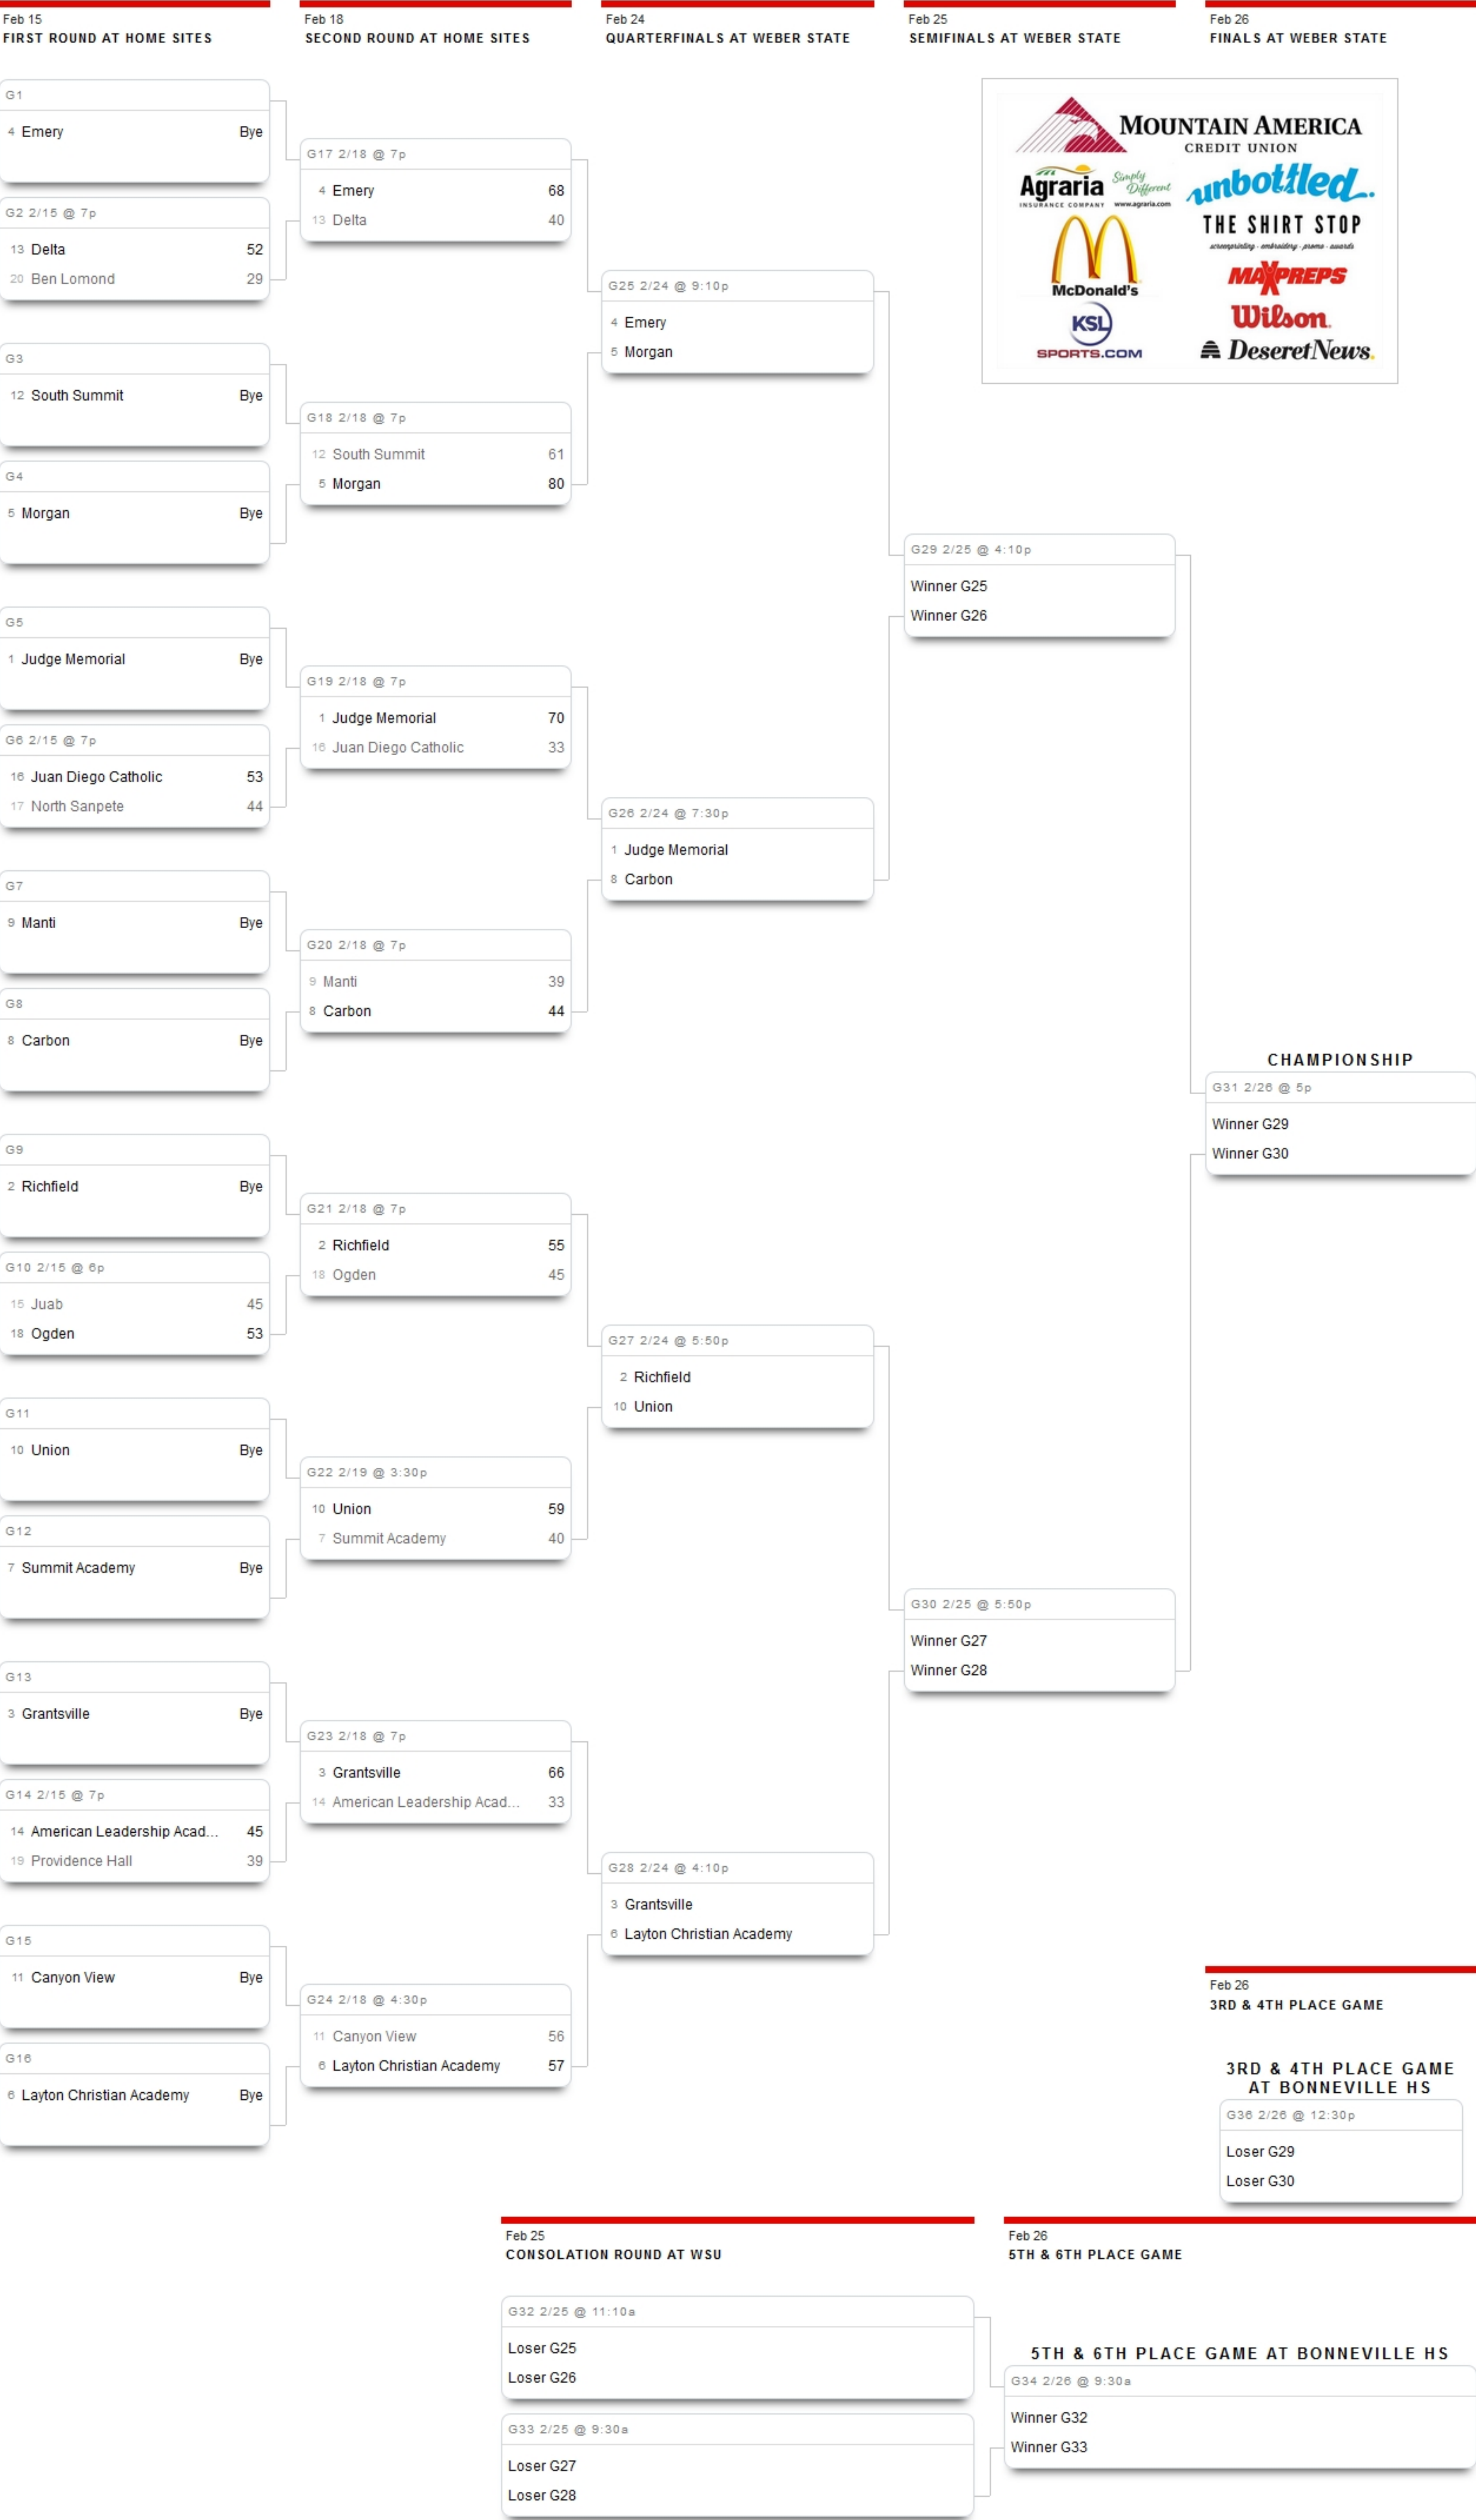 Feb 15
FIRST ROUND AT HOME SITES
Feb 18
SECOND ROUND AT HOME SITES
Feb 24
QUARTERFINALS AT WEBER STATE
Feb 25
SEMIFINALS AT WEBER STATE
Feb 26
FINALS AT WEBER STATE
G1
4 Emery Bye
G2 2/15 @ 7p
13 Delta 52
20 Ben Lomond 29
G3
12 South Summit Bye
G4
5 Morgan Bye
G5
1 Judge Memorial Bye
G6 2/15 @ 7p
16 Juan Diego Catholic 53
17 North Sanpete 44
G7
9 Manti Bye
G8
8 Carbon Bye
G9
2 Richfield Bye
G10 2/15 @ 6p
15 Juab 45
18 Ogden 53
G11
10 Union Bye
G12
7 Summit Academy Bye
G13
3 Grantsville Bye
G14 2/15 @ 7p
14 American Leadership Acad... 45
19 Providence Hall 39
G15
11 Canyon View Bye
G16
6 Layton Christian Academy Bye
G17 2/18 @ 7p
4 Emery 68
13 Delta 40
G18 2/18 @ 7p
12 South Summit 61
5 Morgan 80
G19 2/18 @ 7p
1 Judge Memorial 70
16 Juan Diego Catholic 33
G20 2/18 @ 7p
9 Manti 39
8 Carbon 44
G21 2/18 @ 7p
2 Richfield 55
18 Ogden 45
G22 2/19 @ 3:30p
10 Union 59
7 Summit Academy 40
G23 2/18 @ 7p
3 Grantsville 66
14 American Leadership Acad... 33
G24 2/18 @ 4:30p
11 Canyon View 56
6 Layton Christian Academy 57
G25 2/24 @ 9:10p
4 Emery
5 Morgan
G26 2/24 @ 7:30p
1 Judge Memorial
8 Carbon
G27 2/24 @ 5:50p
2 Richfield
10 Union
G28 2/24 @ 4:10p
3 Grantsville
6 Layton Christian Academy
MOUNTAIN AMERICA
CREDIT UNION
Agraria
INSURANCE COMPANY
Simply
Different
www.agraria.com
unbottled.
THE SHIRT STOP
screenprinting - embroidery - promo - awards
McDonald's
MAXPREPS
KSL
SPORTS.COM
Wilson.
Deseret News.
G29 2/25 @ 4:10p
Winner G25
Winner G26
G30 2/25 @ 5:50p
Winner G27
Winner G28
CHAMPIONSHIP
G31 2/26 @ 5p
Winner G29
Winner G30
Feb 26
3RD & 4TH PLACE GAME
3RD & 4TH PLACE GAME
AT BONNEVILLE HS
G36 2/26 @ 12:30p
Loser G29
Loser G30
Feb 25
CONSOLATION ROUND AT WSU
G32 2/25 @ 11:10a
Loser G25
Loser G26
G33 2/25 @ 9:30a
Loser G27
Loser G28
Feb 26
5TH & 6TH PLACE GAME
5TH & 6TH PLACE GAME AT BONNEVILLE HS
G34 2/26 @ 9:30a
Winner G32
Winner G33